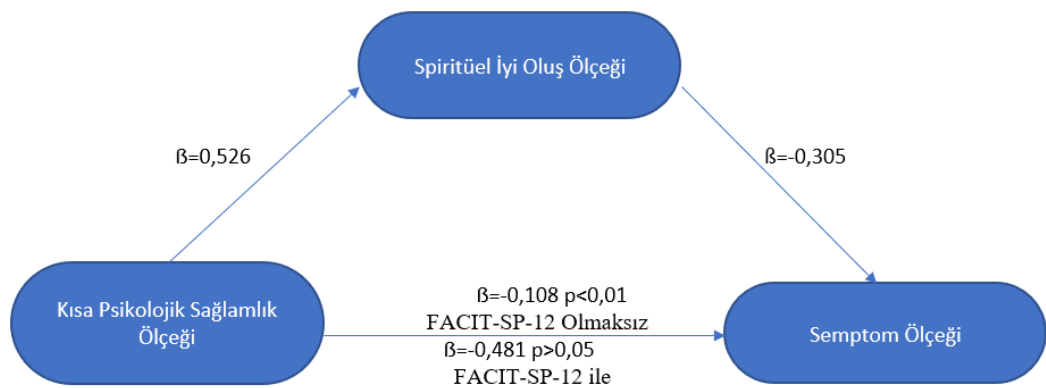 Spiritüel İyi Oluş Ölçeği
ß=0,526
ß=-0,305
Kısa Psikolojik Sağlamlık
Ölçeği
ß=-0,108 p<0,01
FACIT-SP-12 Olmaksız
ß=-0,481 p>0,05
FACIT-SP-12 ile
Semptom Ölçeği